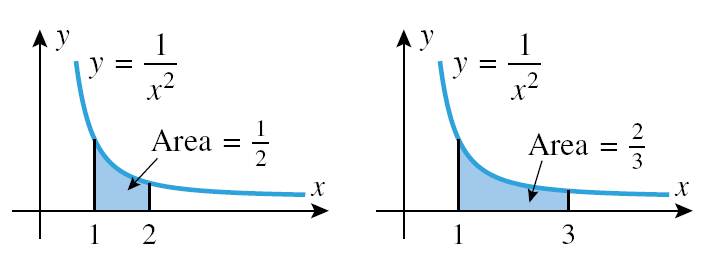 y
y = 1/x²
Area = 1/2
x
1 2
y
y = 1/x²
Area = 2/3
x
1 3